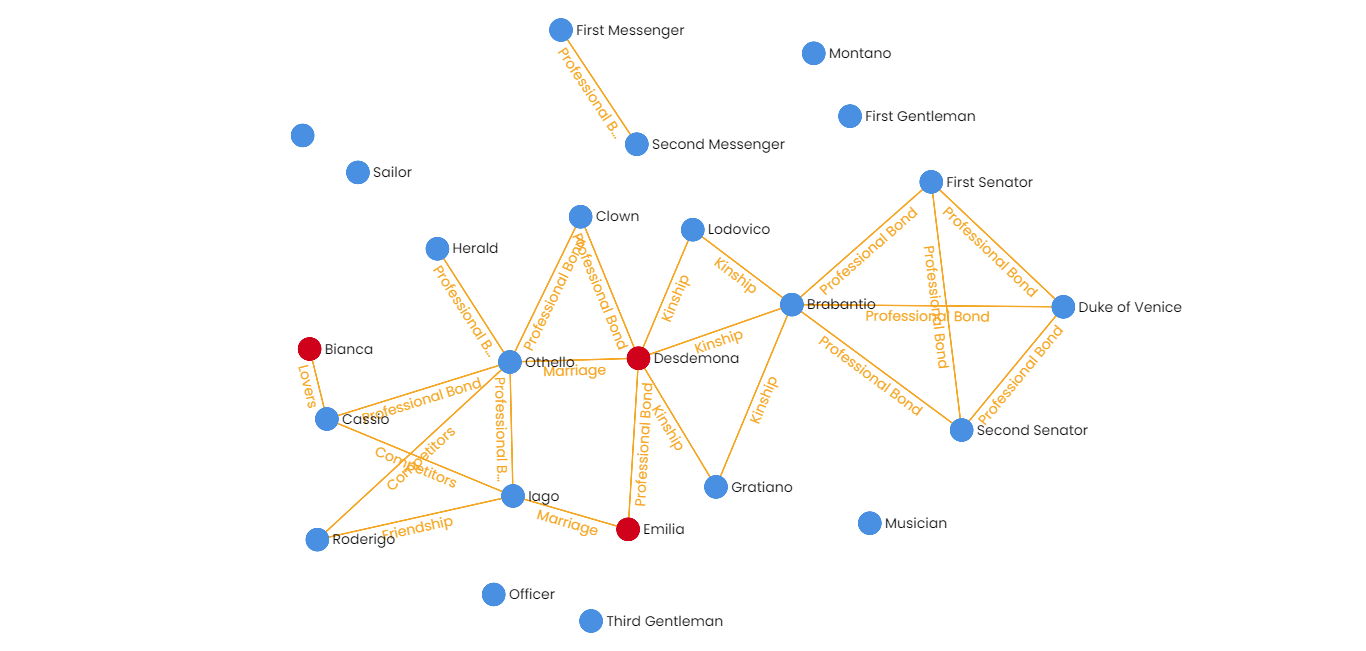 First Messenger
Professional B...
Second Messenger
Montano
First Gentleman
Sailor
Herald
Professional B...
Clown
Professional Bond
Professional Bond
Lodovico
Kinship
Kinship
First Senator
Professional Bond
Professional Bond
Professional Bond
Brabantio
Professional Bond
Duke of Venice
Kinship
Bianca
Lovers
Othello
Marriage
Desdemona
Cassio
Professional Bond
Professional B...
Professional Bond
Kinship
Kinship
Professional Bond
Professional Bond
Second Senator
Competitors
Competitors
Iago
Gratiano
Roderigo
Friendship
Marriage
Emilia
Musician
Officer
Third Gentleman